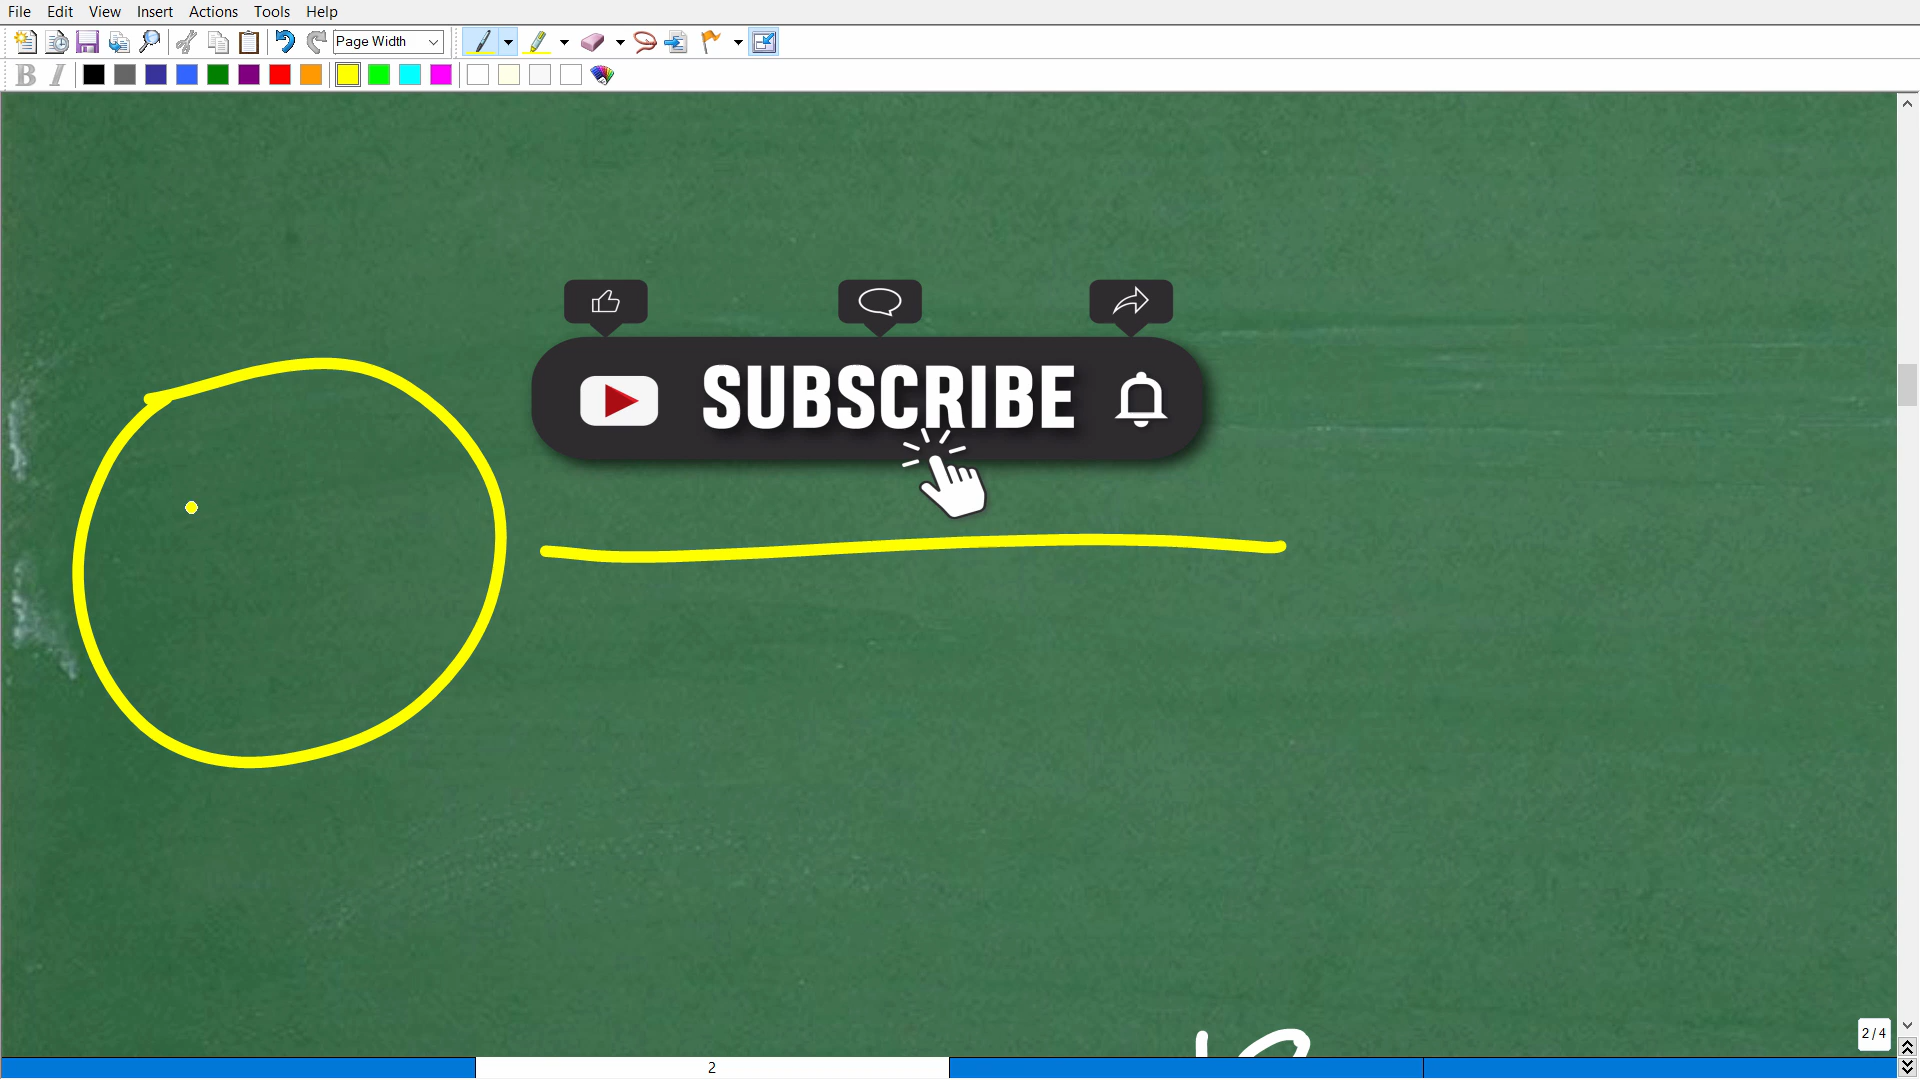 File Edit View Insert Actions Tools Help
Page Width
B I
SUBSCRIBE
2 / 4
2